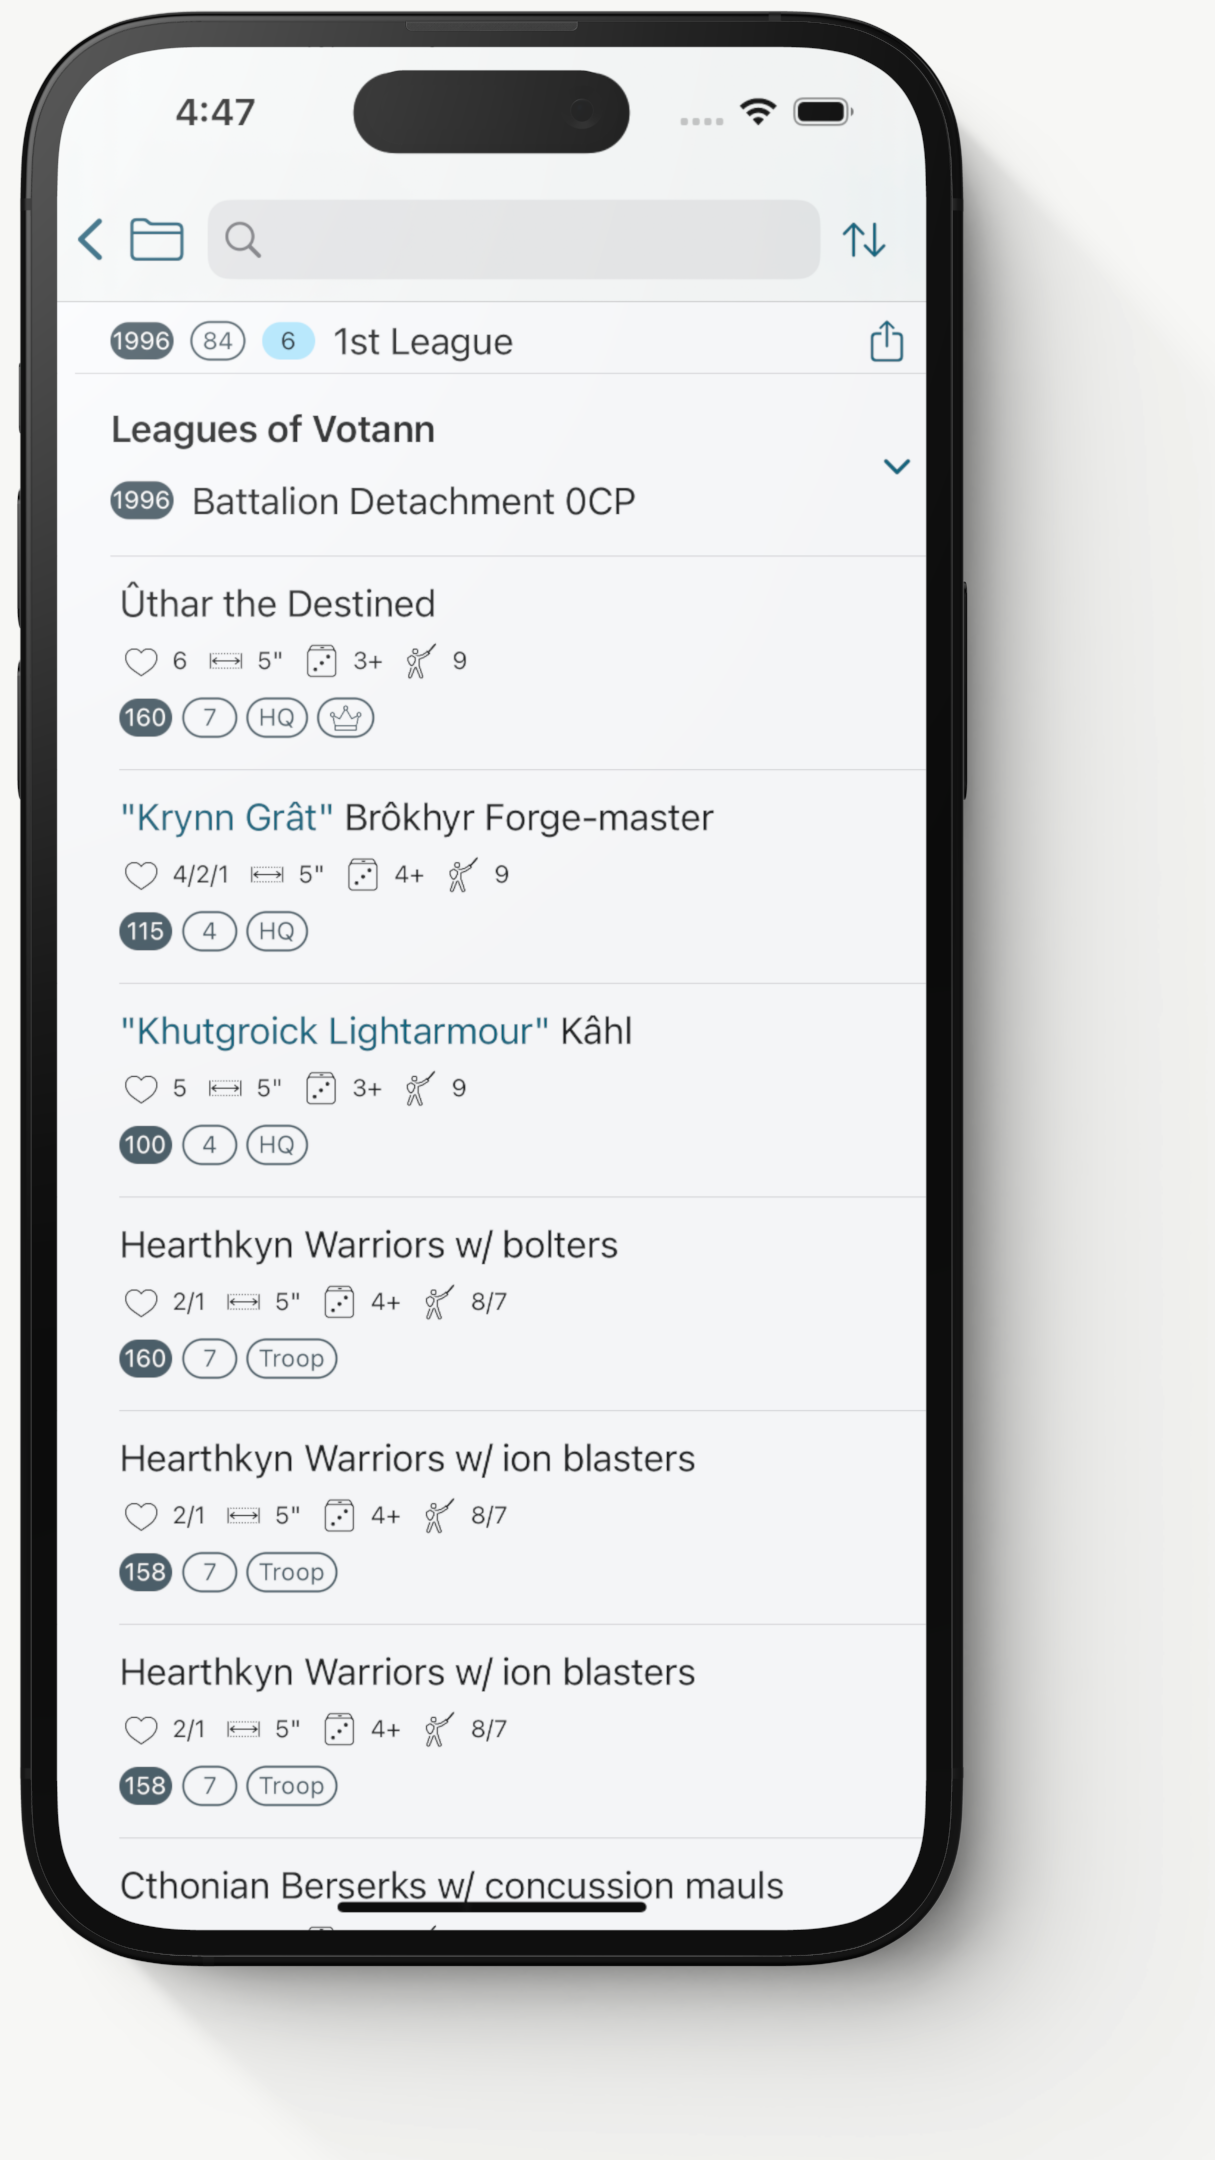 4:47
1996 84 6 1st League
Leagues of Votann
1996 Battalion Detachment 0CP
Ûthar the Destined
6 5" 3+ 9
160 7 HQ
"Krynn Grât" Brôkhyr Forge-master
4/2/1 5" 4+ 9
115 4 HQ
"Khutgroick Lightarmour" Kâhl
5 5" 3+ 9
100 4 HQ
Hearthkyn Warriors w/ bolters
2/1 5" 4+ 8/7
160 7 Troop
Hearthkyn Warriors w/ ion blasters
2/1 5" 4+ 8/7
158 7 Troop
Hearthkyn Warriors w/ ion blasters
2/1 5" 4+ 8/7
158 7 Troop
Cthonian Berserks w/ concussion mauls